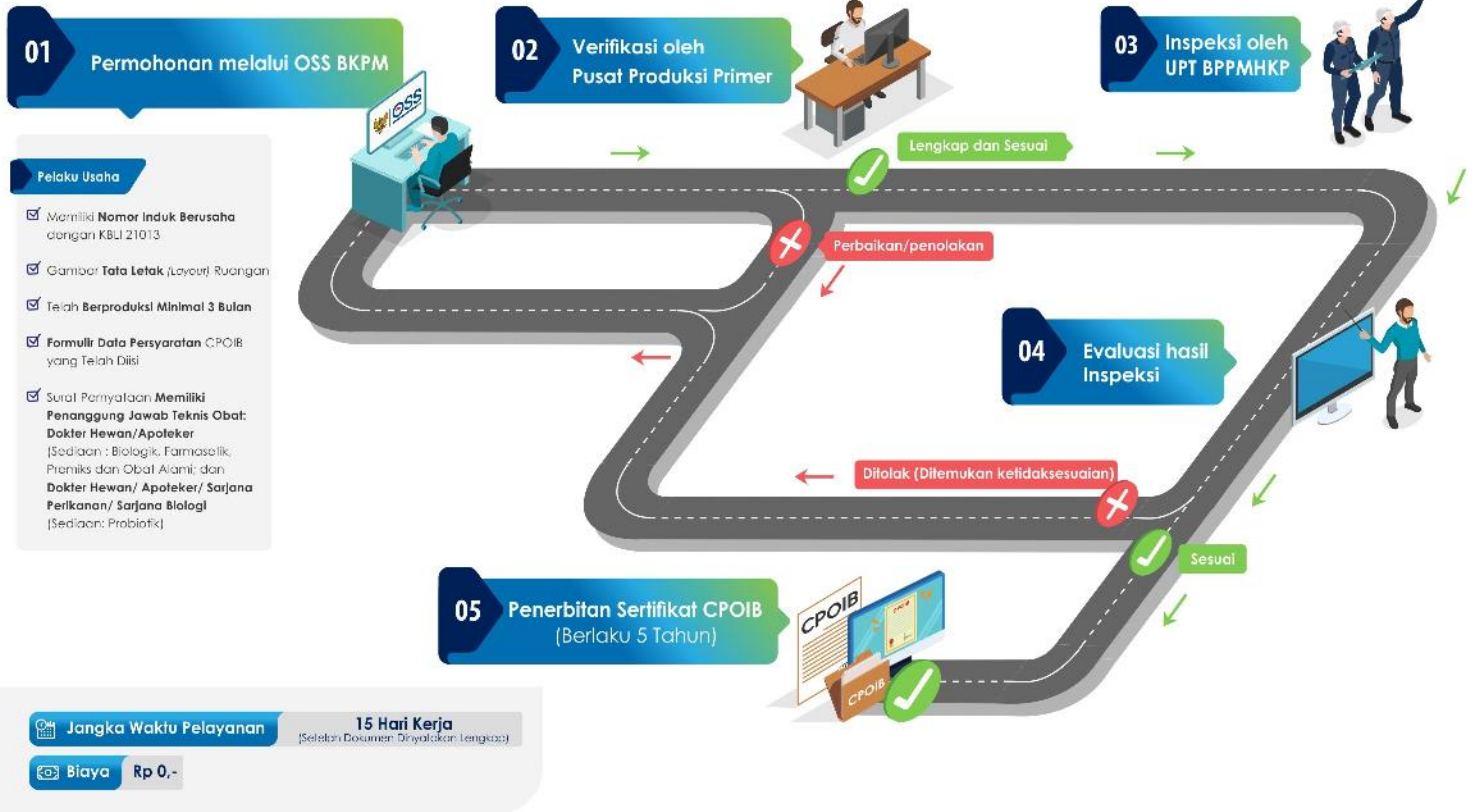 01
Permohonan melalui OSS BKPM
OSS
Pelaku Usaha
Memiliki Nomor Induk Berusaha
dengan KBLI 21013
Gambar Tata Letak (Layout) Ruangan
Telah Berproduksi Minimal 3 Bulan
Formulir Data Persyaratan CPOIB
yang Telah Diisi
Surat Pernyataan Memiliki
Penanggung Jawab Teknis Obat:
Dokter Hewan/Apoteker
(Sediaan : Biologik, Farmasetik,
Premiks dan Obat Alami; dan
Dokter Hewan/ Apoteker/ Sarjana
Perikanan/ Sarjana Biologi
(Sediaan: Probiotik)
02
Verifikasi oleh
Pusat Produksi Primer
Lengkap dan Sesuai
Perbaikan/penolakan
03
Inspeksi oleh
UPT BPPMHKP
04
Evaluasi hasil
Inspeksi
Ditolak (Ditemukan ketidaksesuaian)
Sesuai
05
Penerbitan Sertifikat CPOIB
(Berlaku 5 Tahun)
CPOIB
CPOIB
Jangka Waktu Pelayanan
15 Hari Kerja
(Setelah Dokumen Dinyatakan Lengkap)
Biaya
Rp 0,-